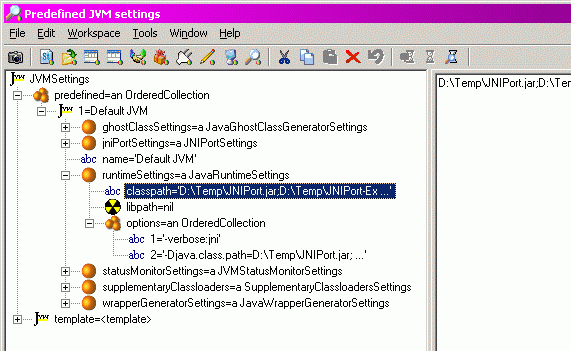 Predefined JVM settings
File Edit Workspace Tools Window Help
JVMSettings
predefined=an OrderedCollection
1=Default JVM
ghostClassSettings=a JavaGhostClassGeneratorSettings
jniPortSettings=a JNIPortSettings
abc name='Default JVM'
runtimeSettings=a JavaRuntimeSettings
abc classpath='D:\Temp\JNIPort.jar;D:\Temp\JNIPort-Ex ...'
D:\Temp\JNIPort.jar;D:\Tem
libpath=nil
options=an OrderedCollection
abc 1='-verbose:jni'
abc 2='-Djava.class.path=D:\Temp\JNIPort.jar; ...'
statusMonitorSettings=a JVMStatusMonitorSettings
supplementaryClassloaders=a SupplementaryClassloadersSettings
wrapperGeneratorSettings=a JavaWrapperGeneratorSettings
template=<template>